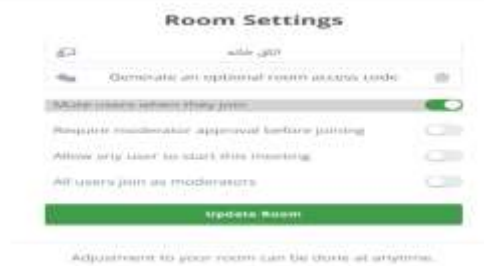 Room Settings
اتاق خانه
Generate an optional room access code
Mute users when they join
Require moderator approval before joining
Allow any user to start this meeting
All users join as moderators
Update Room
Adjustment to your room can be done at anytime.